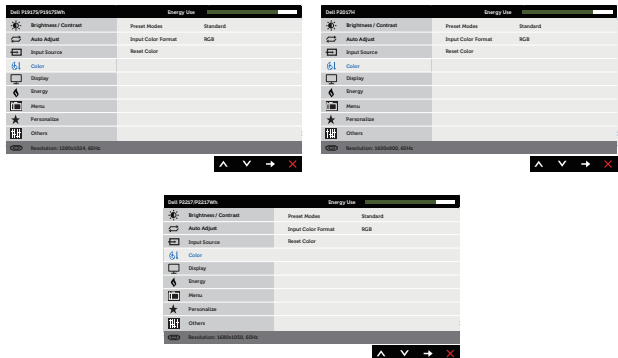 Dell P1917S/P1917SWh Energy Use
Brightness / Contrast Preset Modes Standard
Auto Adjust Input Color Format RGB
Input Source Reset Color
Color
Display
Energy
Menu
Personalize
Others
Resolution: 1280x1024, 60Hz
Dell P2017H Energy Use
Brightness / Contrast Preset Modes Standard
Auto Adjust Input Color Format RGB
Input Source Reset Color
Color
Display
Energy
Menu
Personalize
Others
Resolution: 1600x900, 60Hz
Dell P2217/P2217Wh Energy Use
Brightness / Contrast Preset Modes Standard
Auto Adjust Input Color Format RGB
Input Source Reset Color
Color
Display
Energy
Menu
Personalize
Others
Resolution: 1680x1050, 60Hz